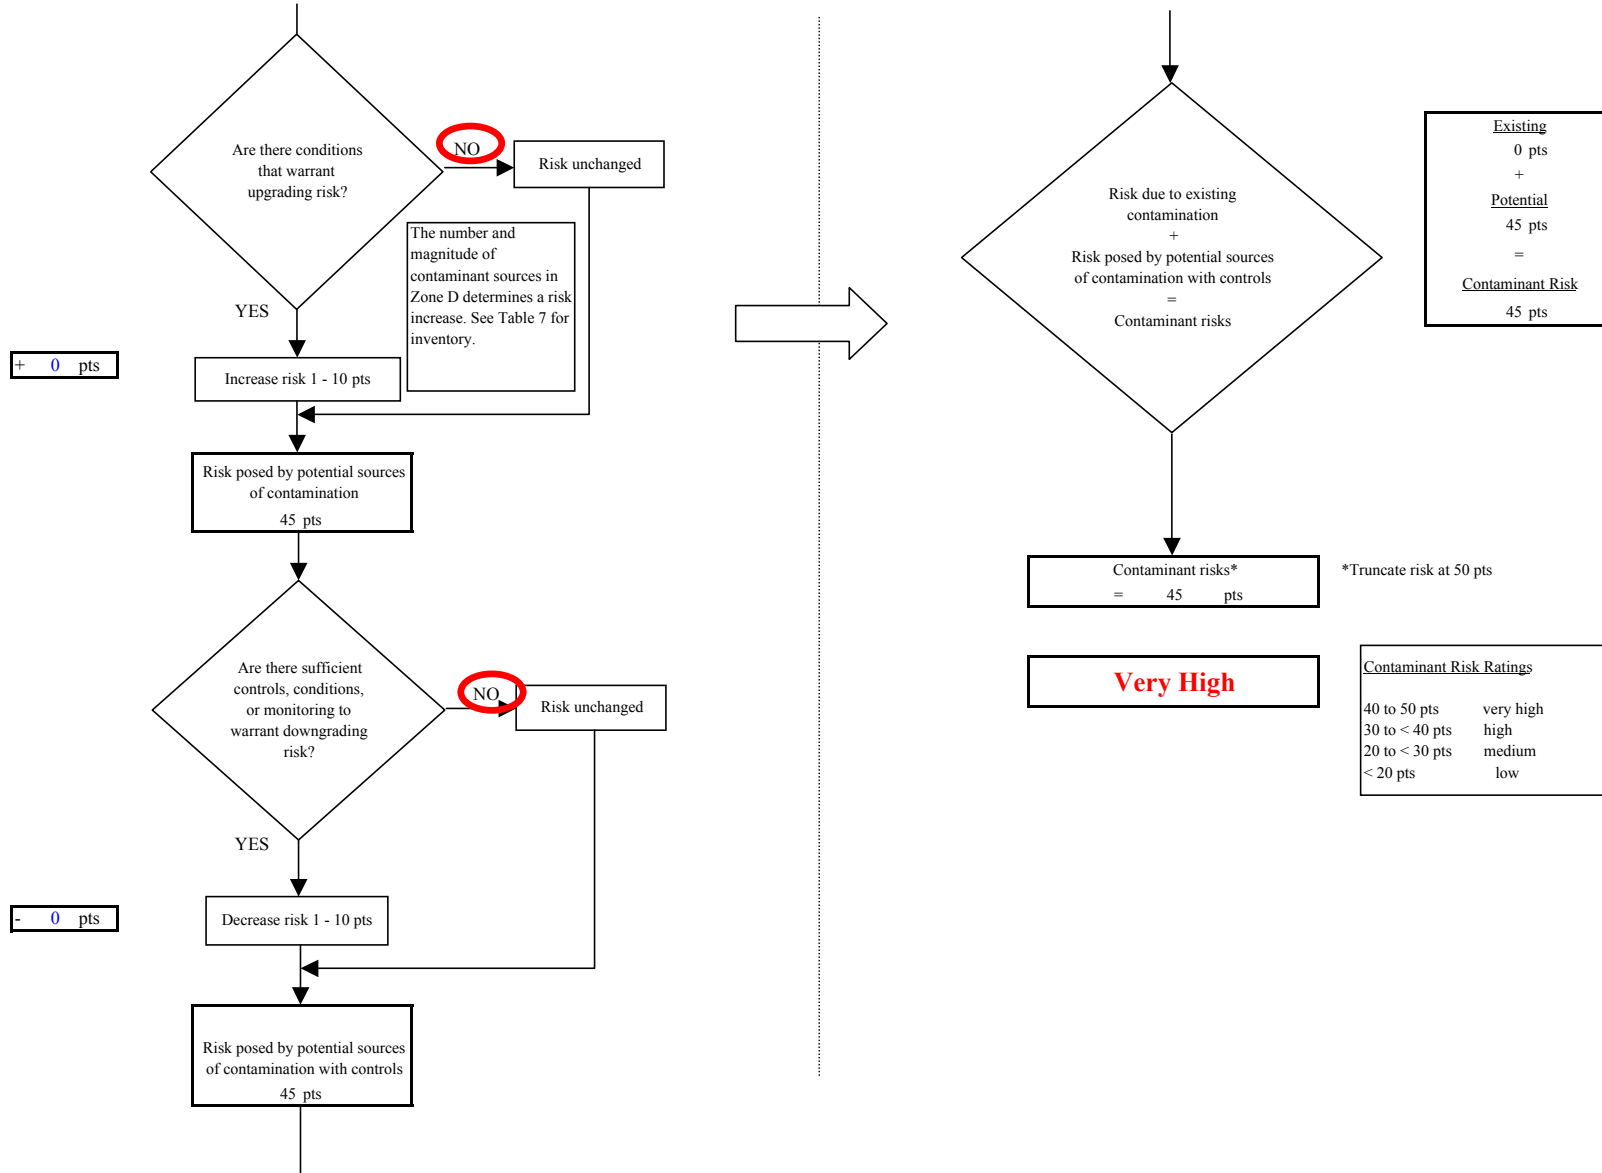 Are there conditions
that warrant
upgrading risk?
NO
Risk unchanged
The number and
magnitude of
contaminant sources in
Zone D determines a risk
increase. See Table 7 for
inventory.
YES
+ 0 pts
Increase risk 1 - 10 pts
Risk posed by potential sources
of contamination
45 pts
Are there sufficient
controls, conditions,
or monitoring to
warrant downgrading
risk?
NO
Risk unchanged
YES
- 0 pts
Decrease risk 1 - 10 pts
Risk posed by potential sources
of contamination with controls
45 pts
Risk due to existing
contamination
+
Risk posed by potential sources
of contamination with controls
=
Contaminant risks
Existing
0 pts
+
Potential
45 pts
=
Contaminant Risk
45 pts
Contaminant risks*
= 45 pts
*Truncate risk at 50 pts
Very High
Contaminant Risk Ratings
40 to 50 pts very high
30 to < 40 pts high
20 to < 30 pts medium
< 20 pts low